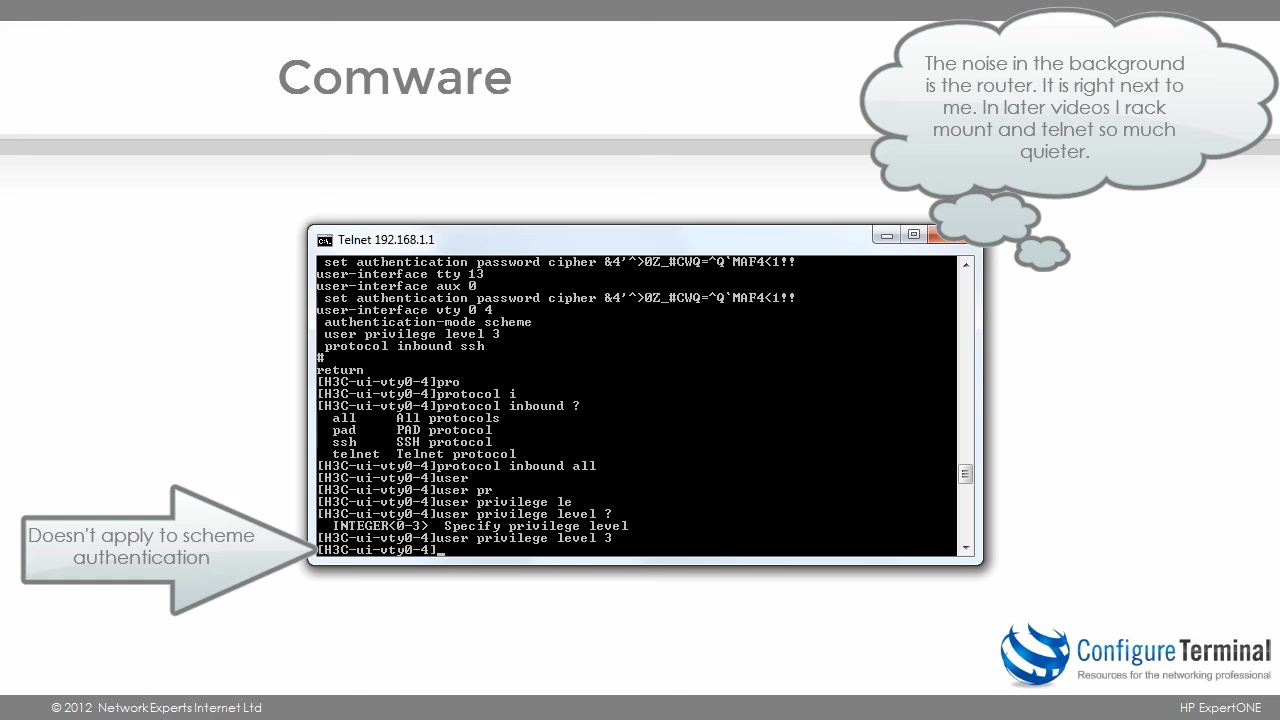 Comware
The noise in the background
is the router. It is right next to
me. In later videos I rack
mount and telnet so much
quieter.
C:\.
Telnet 192.168.1.1
set authentication password cipher &4'^>0Z_#CWQ=^Q`MAF4<1!!
user-interface tty 13
user-interface aux 0
set authentication password cipher &4'^>0Z_#CWQ=^Q`MAF4<1!!
user-interface vty 0 4
authentication-mode scheme
user privilege level 3
protocol inbound ssh
#
return
[H3C-ui-vty0-4]pro
[H3C-ui-vty0-4]protocol i
[H3C-ui-vty0-4]protocol inbound ?
all All protocols
pad PAD protocol
ssh SSH protocol
telnet Telnet protocol
[H3C-ui-vty0-4]protocol inbound all
[H3C-ui-vty0-4]user
[H3C-ui-vty0-4]user pr
[H3C-ui-vty0-4]user privilege le
[H3C-ui-vty0-4]user privilege level ?
INTEGER<0-3> Specify privilege level
[H3C-ui-vty0-4]user privilege level 3
[H3C-ui-vty0-4]_
Doesn't apply to scheme
authentication
Configure Terminal
Resources for the networking professional
© 2012 Network Experts Internet Ltd
HP ExpertONE